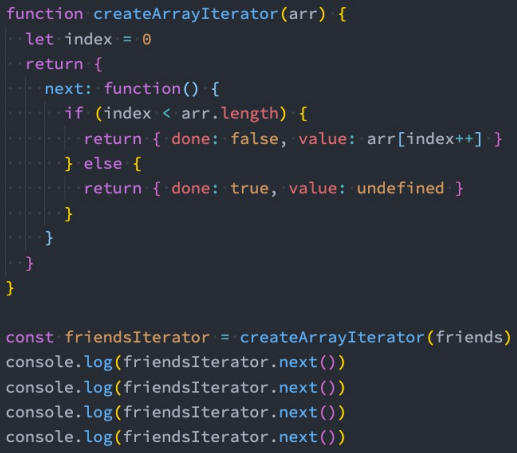 function createArrayIterator(arr) {
  let index = 0
  return {
    next: function() {
      if (index < arr.length) {
        return { done: false, value: arr[index++] }
      } else {
        return { done: true, value: undefined }
      }
    }
  }
}

const friendsIterator = createArrayIterator(friends)
console.log(friendsIterator.next())
console.log(friendsIterator.next())
console.log(friendsIterator.next())
console.log(friendsIterator.next())